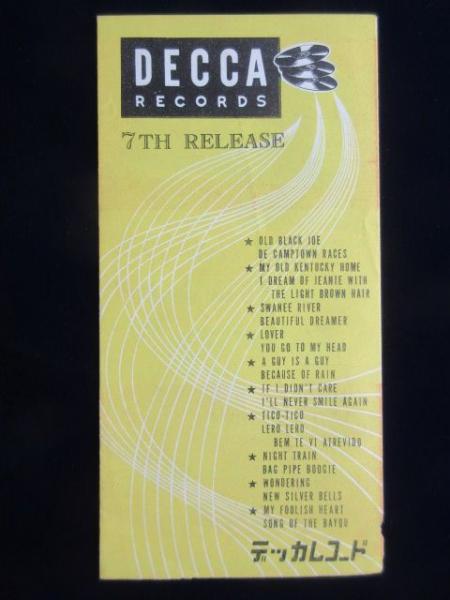 DECCA
RECORDS
7TH RELEASE
★ OLD BLACK JOE
DE CAMPTOWN RACES
★ MY OLD KENTUCKY HOME
I DREAM OF JEANIE WITH
THE LIGHT BROWN HAIR
★ SWANEE RIVER
BEAUTIFUL DREAMER
★ LOVER
YOU GO TO MY HEAD
★ A GUY IS A GUY
BECAUSE OF RAIN
★ IF I DIDN'T CARE
I'LL NEVER SMILE AGAIN
★ TICO-TICO
LERO LERO
BEM TE VI ATREVIDO
★ NIGHT TRAIN
BAG PIPE BOOGIE
★ WONDERING
NEW SILVER BELLS
★ MY FOOLISH HEART
SONG OF THE BAYOU
デッカレコード